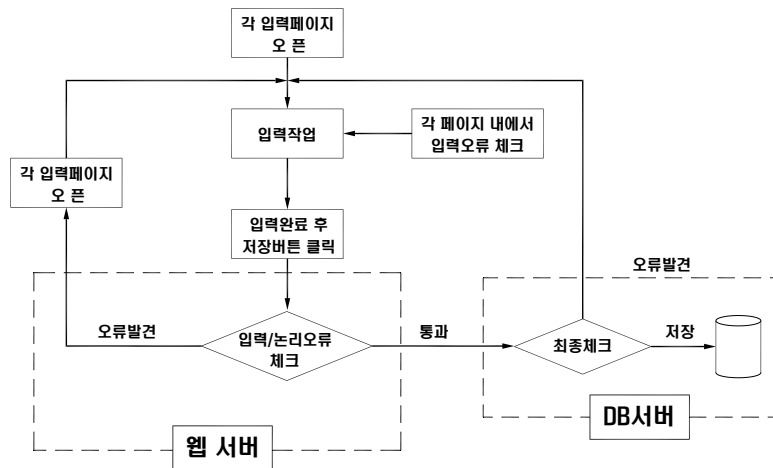 각 입력페이지
오 픈
입력작업
각 페이지 내에서
입력오류 체크
각 입력페이지
오 픈
입력완료 후
저장버튼 클릭
오류발견
오류발견
입력/논리오류
체크
통과
최종체크
저장
DB서버
웹 서버